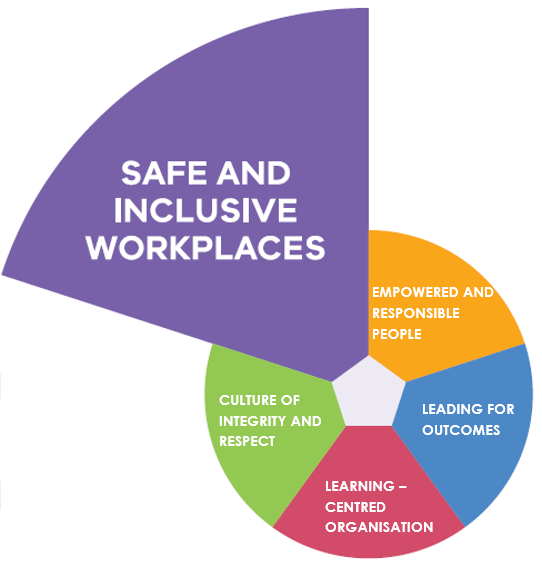 SAFE AND
INCLUSIVE
WORKPLACES
EMPOWERED AND
RESPONSIBLE
PEOPLE
LEADING FOR
OUTCOMES
LEARNING –
CENTRED
ORGANISATION
CULTURE OF
INTEGRITY AND
RESPECT